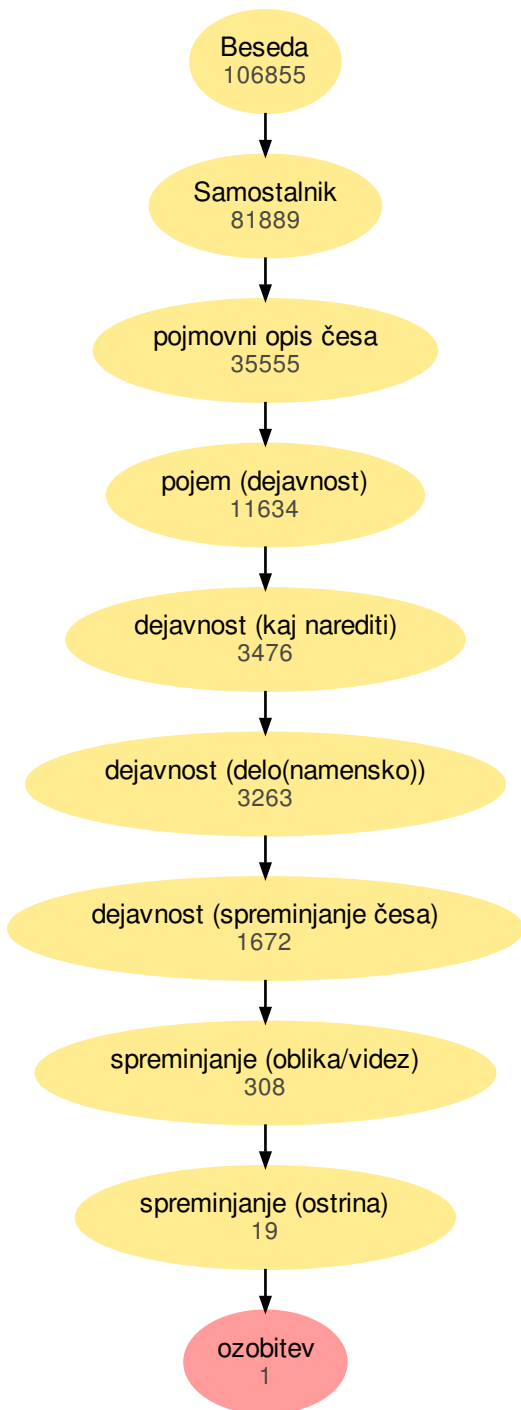 Beseda
106855
Samostalnik
81889
pojmovni opis česa
35555
pojem (dejavnost)
11634
dejavnost (kaj narediti)
3476
dejavnost (delo(namensko))
3263
dejavnost (spreminjanje česa)
1672
spreminjanje (oblika/videz)
308
spreminjanje (ostrina)
19
ozobitev
1